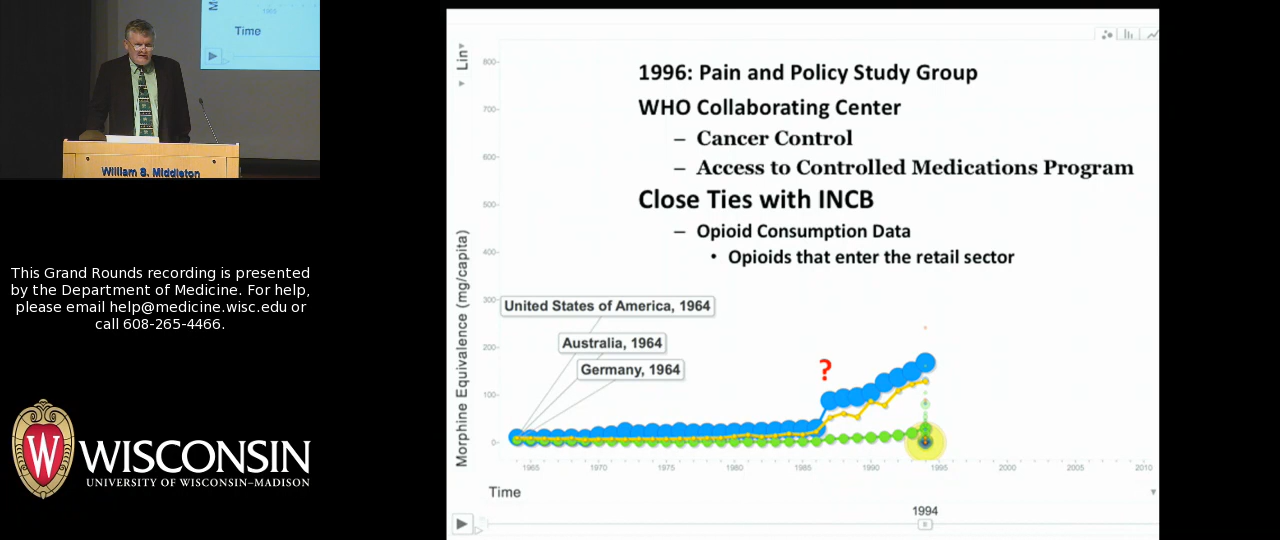 M
Time
William S. Middleton
This Grand Rounds recording is presented
by the Department of Medicine. For help,
please email help@medicine.wisc.edu or
call 608-265-4466.
W
WISCONSIN
UNIVERSITY OF WISCONSIN–MADISON
Lin
1996: Pain and Policy Study Group
WHO Collaborating Center
– Cancer Control
– Access to Controlled Medications Program
Close Ties with INCB
– Opioid Consumption Data
• Opioids that enter the retail sector
Morphine Equivalence (mg/capita)
800
700
600
500
400
300
200
100
0
United States of America, 1964
Australia, 1964
Germany, 1964
?
1965 1970 1975 1980 1985 1990 1995 2000 2005 2010
Time
1994